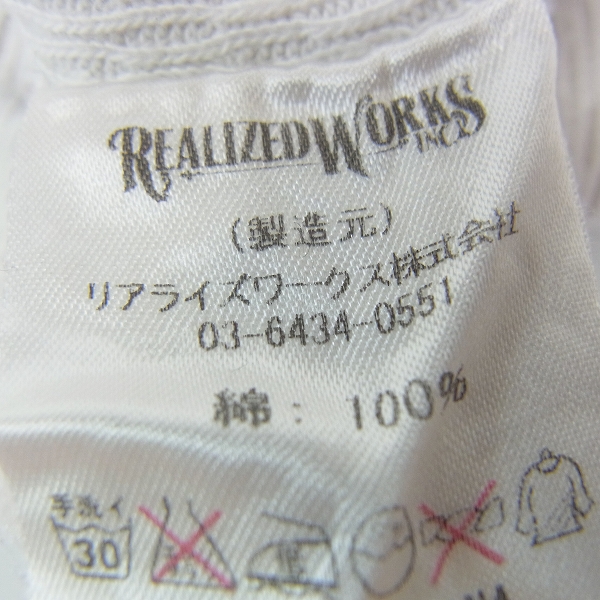 REALIZED WORKS
INC.
(製造元)
リアライズワークス株式会社
03-6434-0551
綿: 100%
手洗イ
30